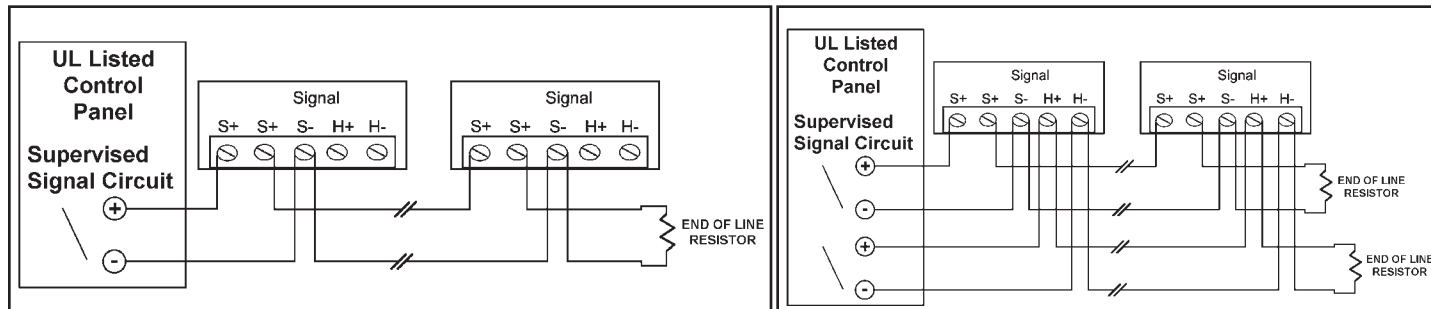 UL Listed
Control
Panel
Supervised
Signal Circuit
+
-
Signal
S+ S+ S- H+ H-
Signal
S+ S+ S- H+ H-
END OF LINE
RESISTOR
UL Listed
Control
Panel
Supervised
Signal Circuit
+
-
+
-
Signal
S+ S+ S- H+ H-
Signal
S+ S+ S- H+ H-
END OF LINE
RESISTOR
END OF LINE
RESISTOR